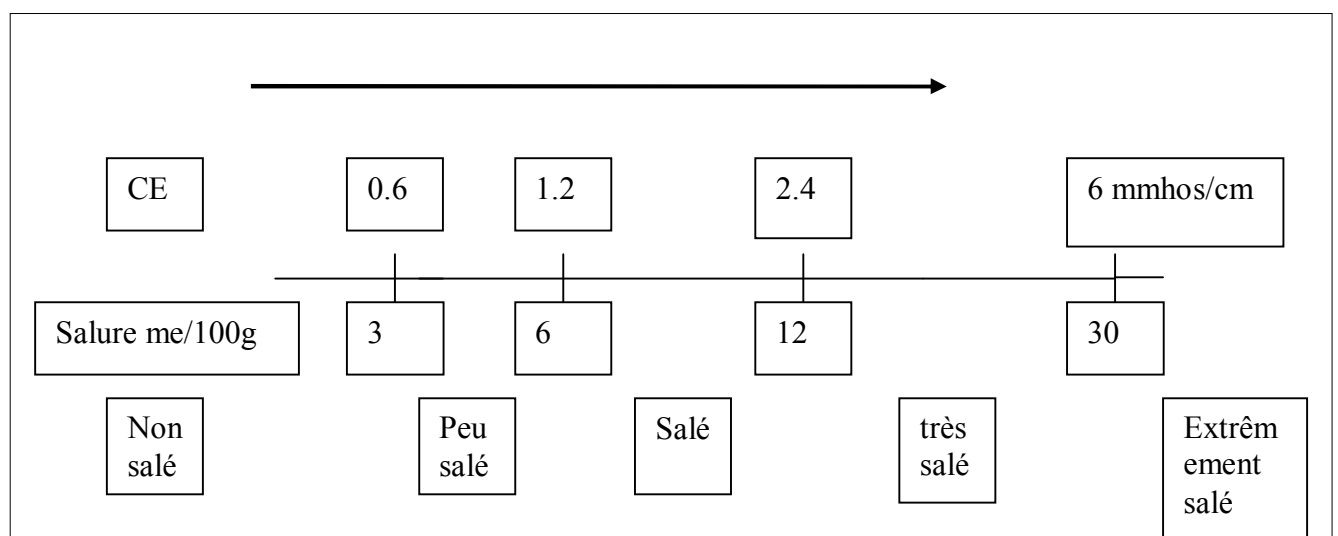 CE 0.6 1.2 2.4 6 mmhos/cm
Salure me/100g 3 6 12 30
Non Peu Salé très Extrêm
salé salé salé ement
salé